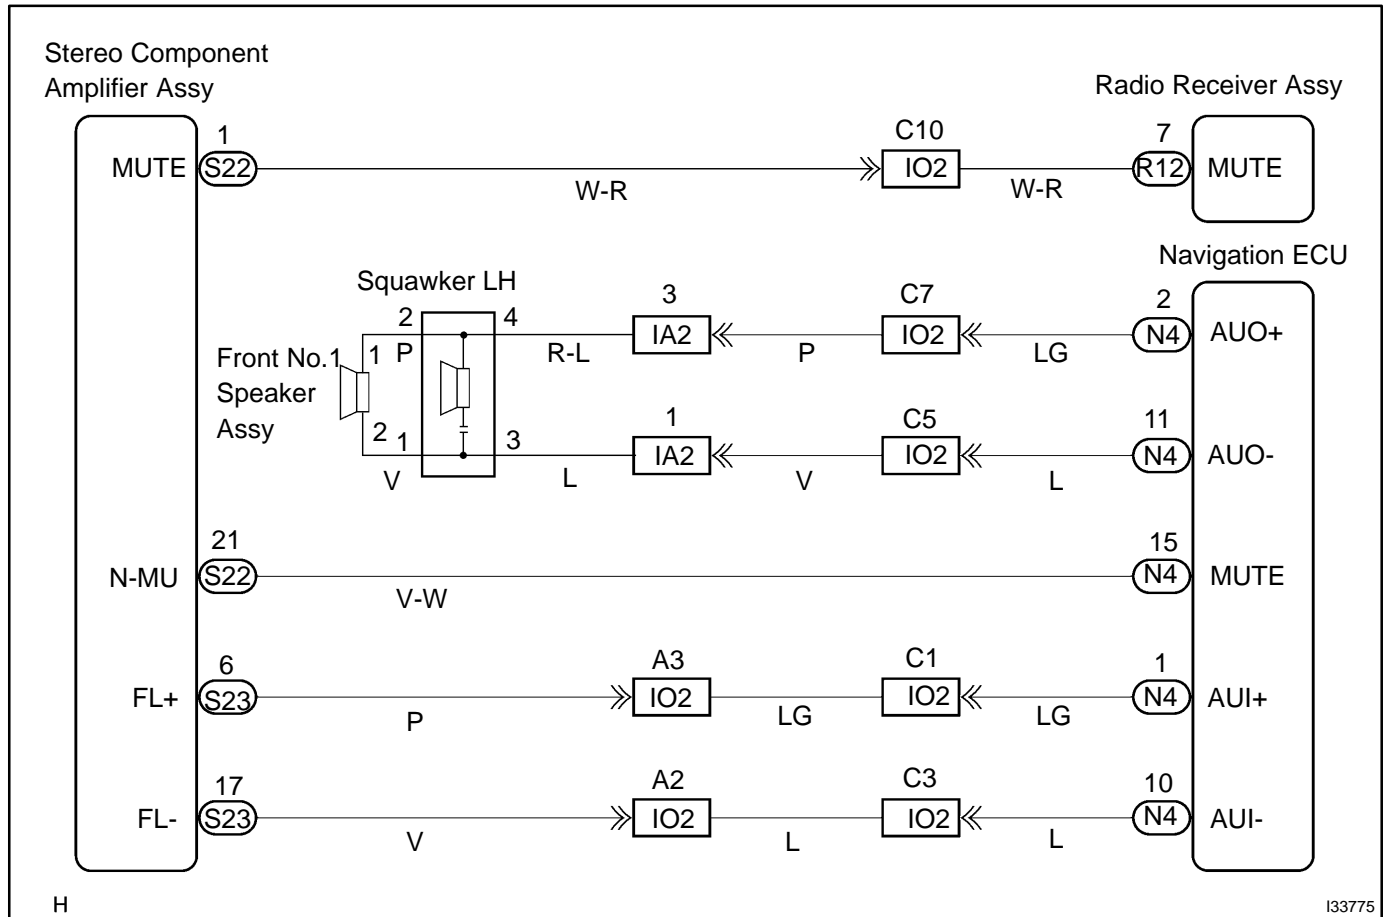 Stereo Component
Amplifier Assy
Radio Receiver Assy
1
C10
7
MUTE
S22
IO2
R12
MUTE
W-R
W-R
Navigation ECU
Squawker LH
3
C7
2
2
4
IA2
IO2
N4
AUO+
1
P
R-L
P
LG
Front No.1
Speaker
Assy
1
C5
11
2
1
3
IA2
IO2
N4
AUO-
V
L
V
L
21
15
N-MU
S22
N4
MUTE
V-W
6
A3
C1
1
FL+
S23
IO2
IO2
N4
AUI+
P
LG
LG
17
A2
C3
10
FL-
S23
IO2
IO2
N4
AUI-
V
L
L
H
I33775